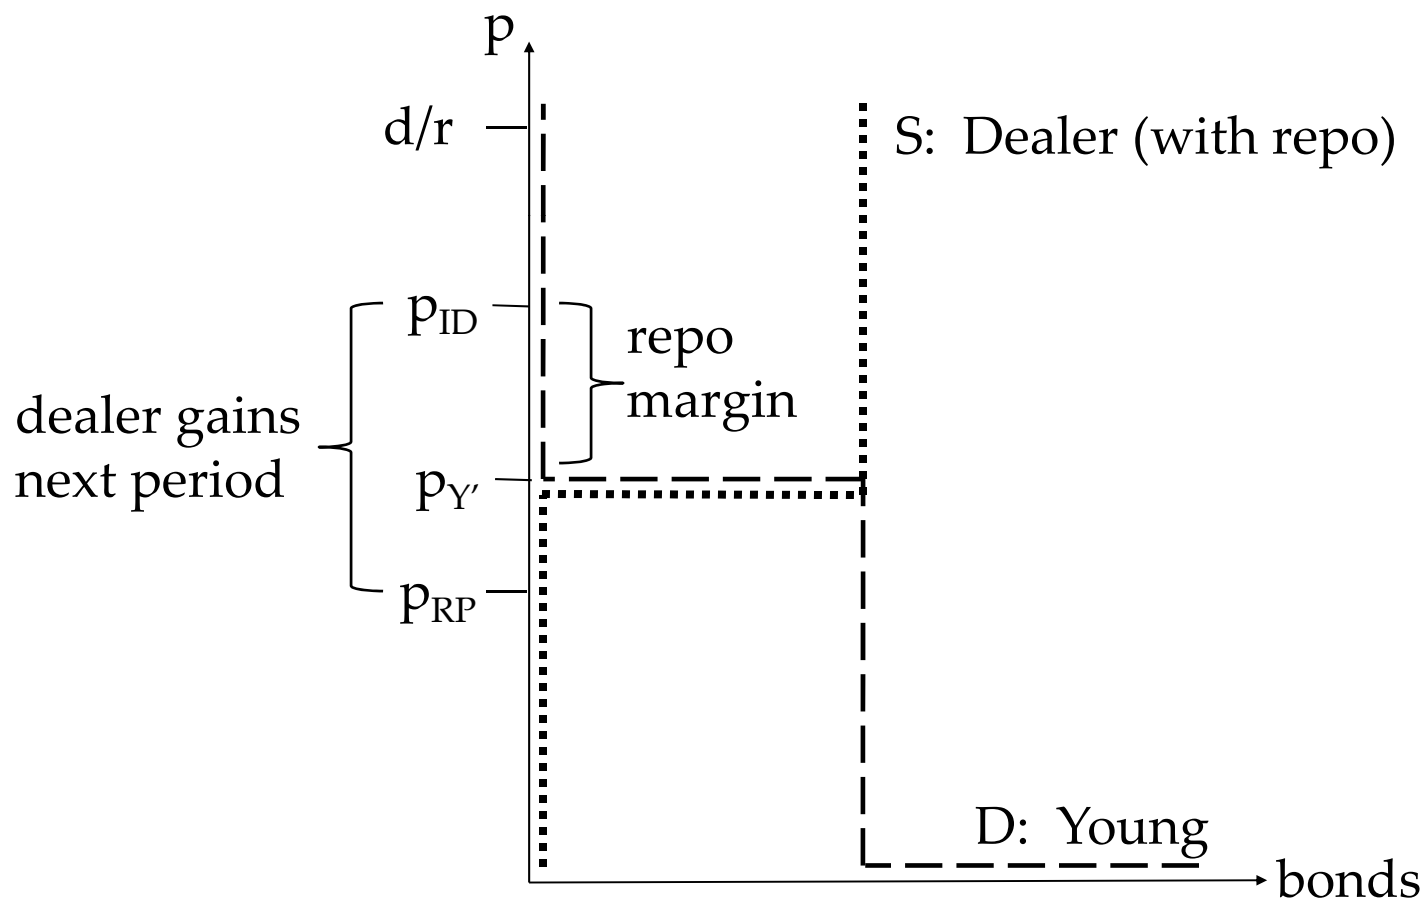 p
d/r
S: Dealer (with repo)
p_ID
repo
margin
dealer gains
next period
p_Y'
p_RP
D: Young
bonds